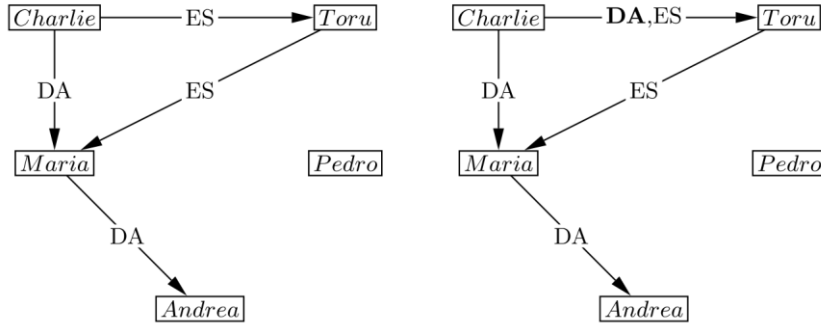 Charlie ES Toru
DA ES
Maria Pedro
DA
Andrea
Charlie DA,ES Toru
DA ES
Maria Pedro
DA
Andrea